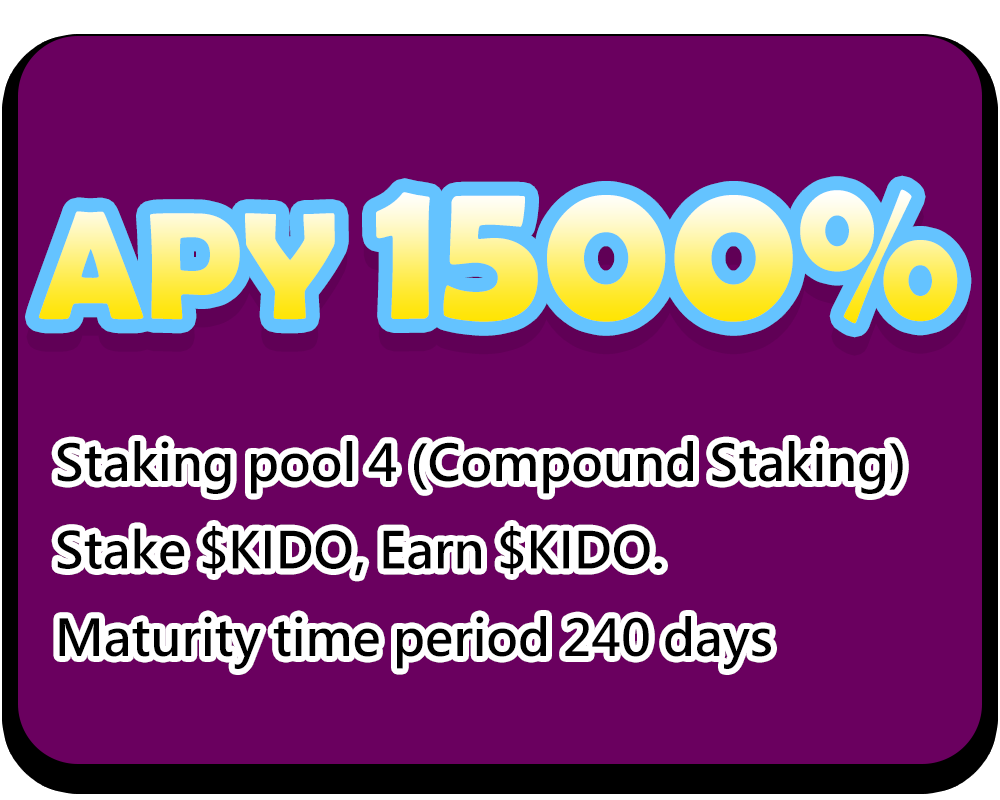 APY 1500%
Staking pool 4 (Compound Staking)
Stake $KIDO, Earn $KIDO.
Maturity time period 240 days